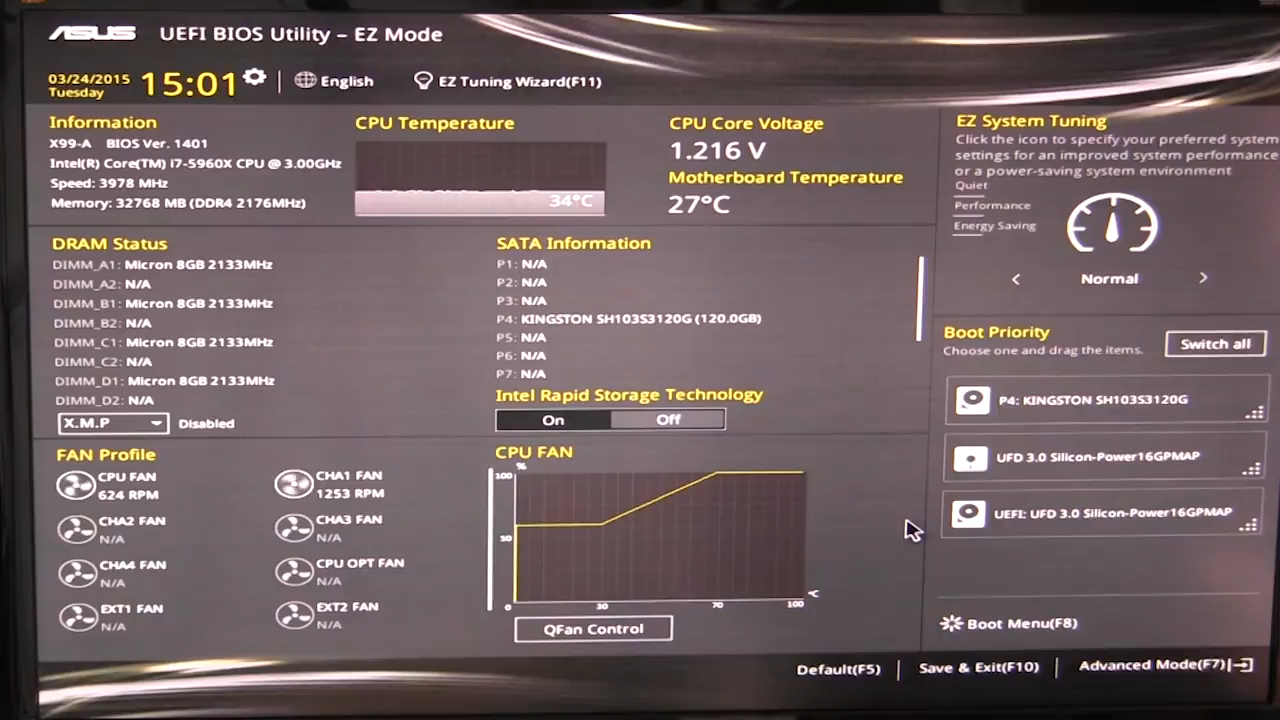 ASUS UEFI BIOS Utility – EZ Mode
03/24/2015
Tuesday
15:01
English
EZ Tuning Wizard(F11)
Information
X99-A BIOS Ver. 1401
Intel(R) Core(TM) i7-5960X CPU @ 3.00GHz
Speed: 3978 MHz
Memory: 32768 MB (DDR4 2176MHz)
CPU Temperature
34°C
CPU Core Voltage
1.216 V
Motherboard Temperature
27°C
EZ System Tuning
Click the icon to specify your preferred system
settings for an improved system performance
or a power-saving system environment
Quiet
Performance
Energy Saving
Normal
DRAM Status
DIMM_A1: Micron 8GB 2133MHz
DIMM_A2: N/A
DIMM_B1: Micron 8GB 2133MHz
DIMM_B2: N/A
DIMM_C1: Micron 8GB 2133MHz
DIMM_C2: N/A
DIMM_D1: Micron 8GB 2133MHz
DIMM_D2: N/A
X.M.P Disabled
SATA Information
P1: N/A
P2: N/A
P3: N/A
P4: KINGSTON SH103S3120G (120.0GB)
P5: N/A
P6: N/A
P7: N/A
Intel Rapid Storage Technology
On Off
Boot Priority
Choose one and drag the items.
Switch all
P4: KINGSTON SH103S3120G
UFD 3.0 Silicon-Power16GPMAP
UEFI: UFD 3.0 Silicon-Power16GPMAP
FAN Profile
CPU FAN
624 RPM
CHA1 FAN
1253 RPM
CHA2 FAN
N/A
CHA3 FAN
N/A
CHA4 FAN
N/A
CPU OPT FAN
N/A
EXT1 FAN
N/A
EXT2 FAN
N/A
CPU FAN
%
100
50
0
30
70
100
QFan Control
Boot Menu(F8)
Default(F5)
Save & Exit(F10)
Advanced Mode(F7)